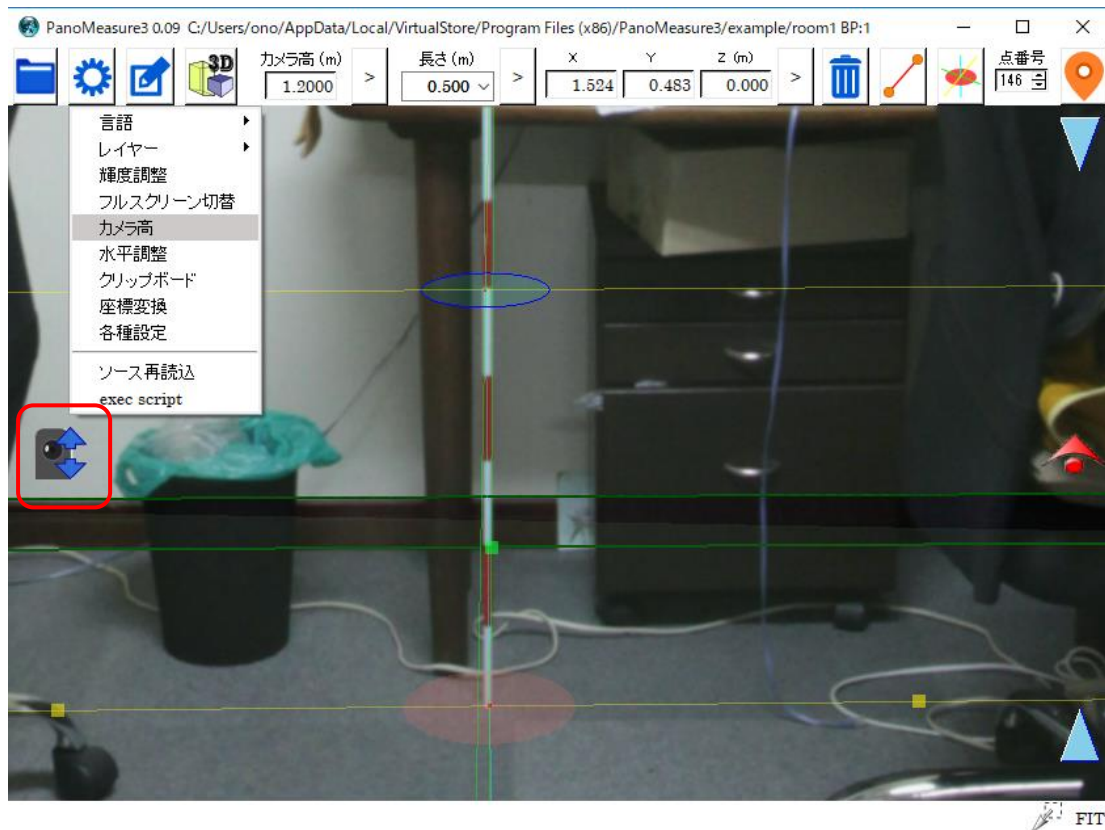 PanoMeasure3 0.09 C:/Users/ono/AppData/Local/VirtualStore/Program Files (x86)/PanoMeasure3/example/room1 BP:1
3D
カメラ高 (m)
1.2000
>
長さ (m)
0.500
>
X Y Z (m)
1.524 0.483 0.000
>
点番号
146
言語
レイヤー
輝度調整
フルスクリーン切替
カメラ高
水平調整
クリップボード
座標変換
各種設定
ソース再読込
exec script
FIT